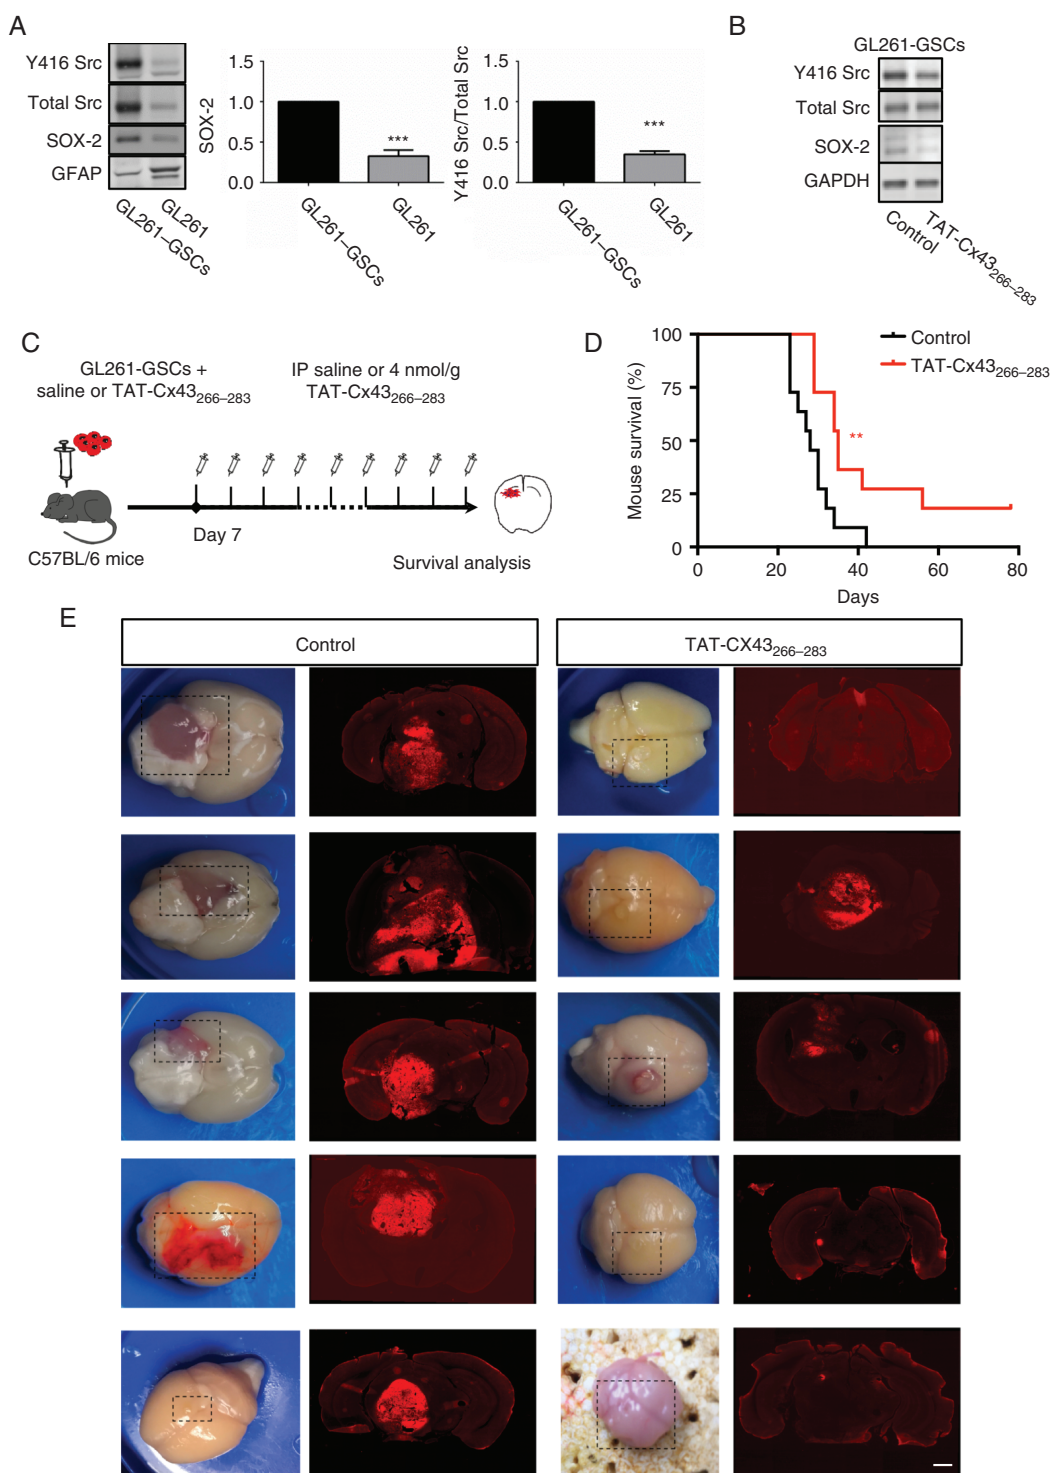 A
Y416 Src
Total Src
SOX-2
GFAP
GL261–GSCs
GL261
SOX-2
1.5
1.0
0.5
0.0
***
GL261–GSCs
GL261
Y416 Src/Total Src
1.5
1.0
0.5
0.0
***
GL261–GSCs
GL261
B
GL261-GSCs
Y416 Src
Total Src
SOX-2
GAPDH
Control
TAT-Cx43266–283
C
GL261-GSCs +
saline or TAT-Cx43266–283
IP saline or 4 nmol/g
TAT-Cx43266–283
Day 7
C57BL/6 mice
Survival analysis
D
Mouse survival (%)
100
75
50
25
0
0 20 40 60 80
Days
Control
TAT-Cx43266–283
**
E
Control
TAT-CX43266–283